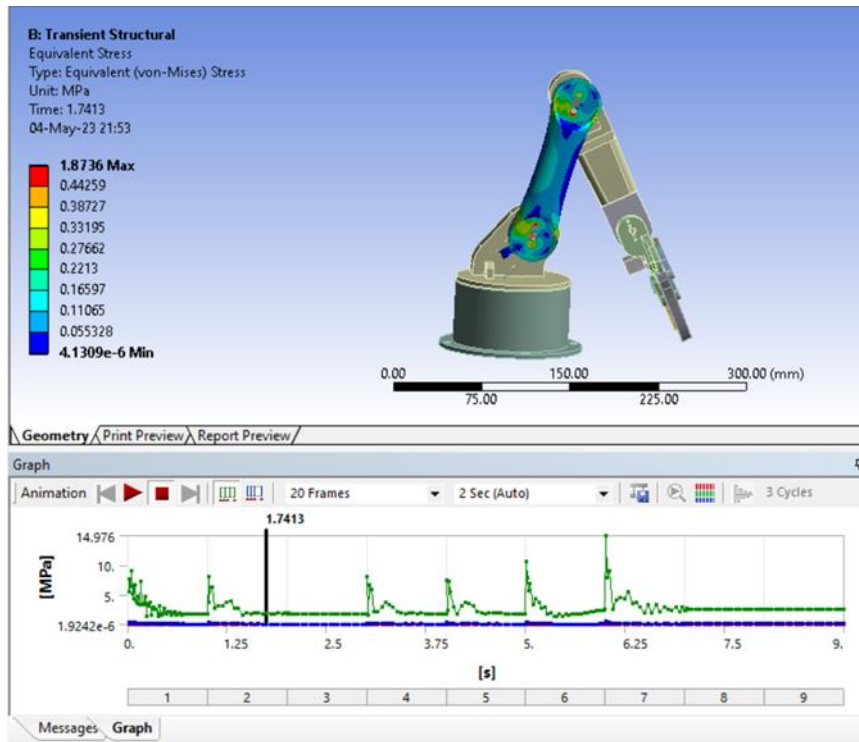 B: Transient Structural
Equivalent Stress
Type: Equivalent (von-Mises) Stress
Unit: MPa
Time: 1.7413
04-May-23 21:53
1.8736 Max
0.44259
0.38727
0.33195
0.27662
0.2213
0.16597
0.11065
0.055328
4.1309e-6 Min
0.00 150.00 300.00 (mm)
75.00 225.00
Geometry Print Preview Report Preview
Graph
Animation 20 Frames 2 Sec (Auto) 3 Cycles
1.7413
14.976
10.
5.
1.9242e-6
[MPa]
0. 1.25 2.5 3.75 5. 6.25 7.5 9.
[s]
1 2 3 4 5 6 7 8 9
Messages Graph